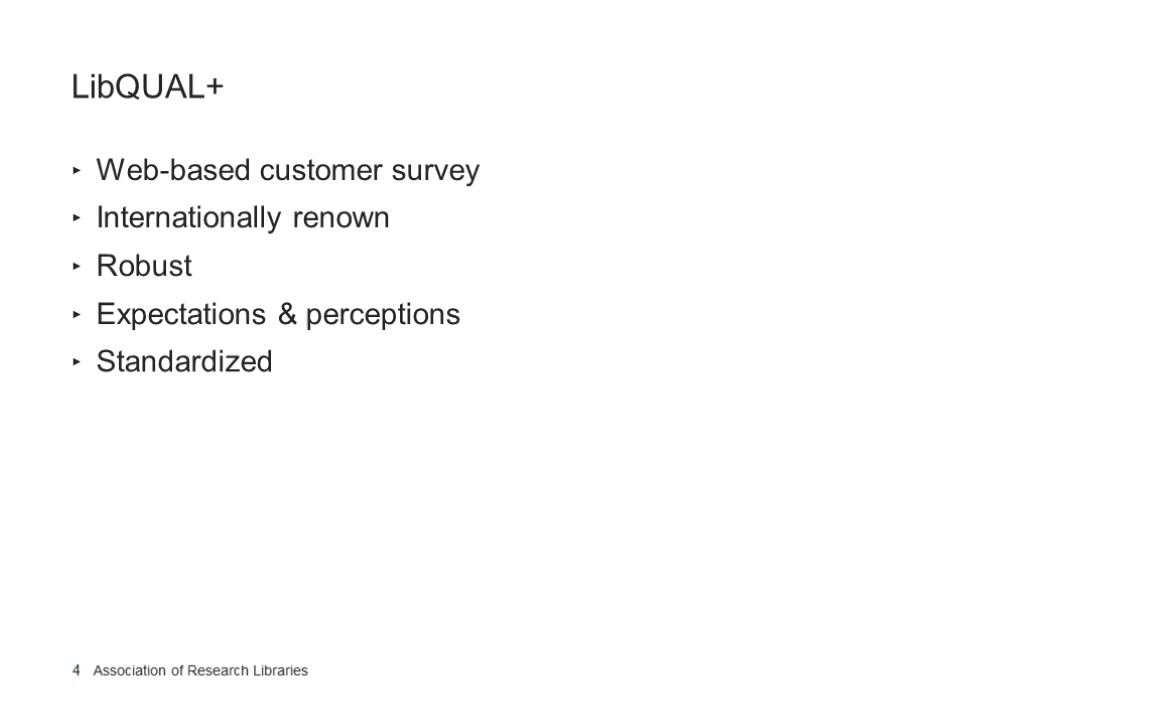 LibQUAL+
‣ Web-based customer survey
‣ Internationally renown
‣ Robust
‣ Expectations & perceptions
‣ Standardized
4 Association of Research Libraries